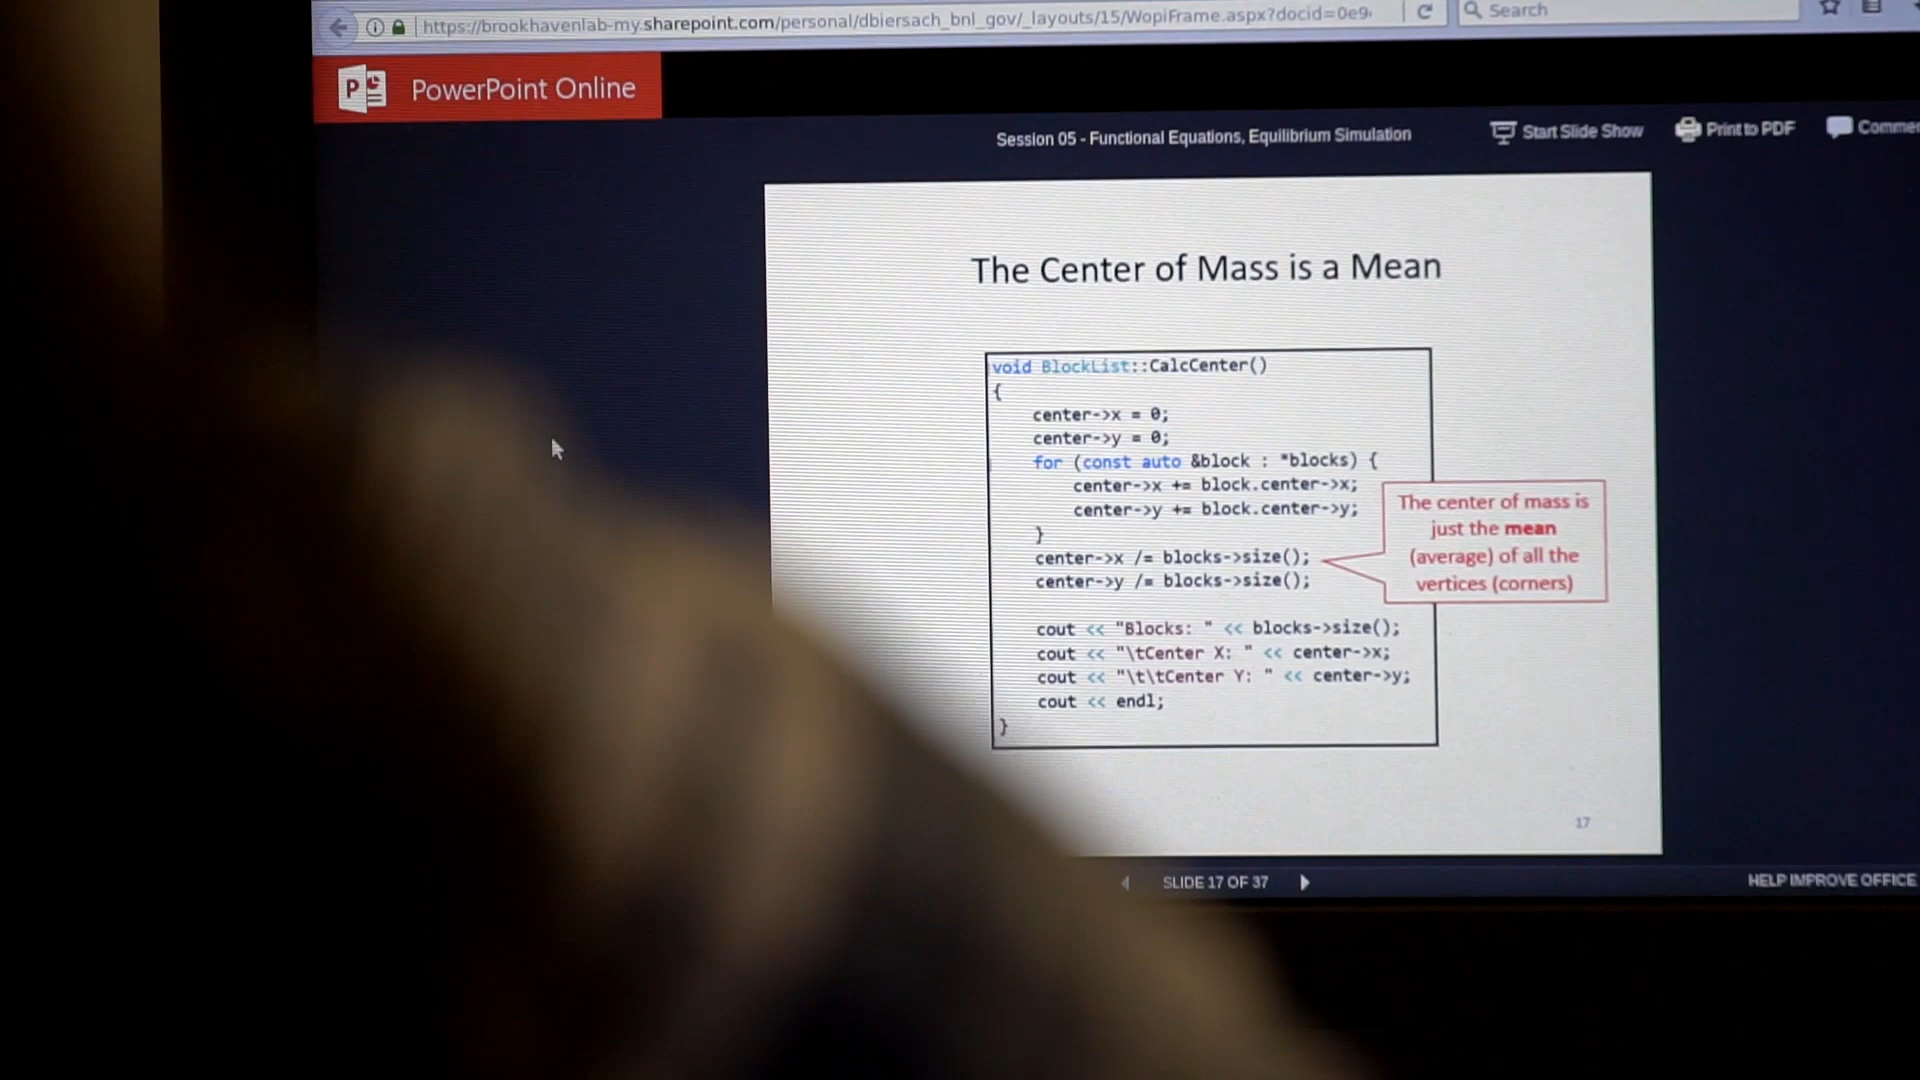 https://brookhavenlab-my.sharepoint.com/personal/dbiersach_bnl_gov/_layouts/15/WopiFrame.aspx?docid=0e9
Search
PowerPoint Online
Session 05 - Functional Equations, Equilibrium Simulation
Start Slide Show
Print to PDF
Commen
The Center of Mass is a Mean
void BlockList::CalcCenter()
{
center->x = 0;
center->y = 0;
for (const auto &block : *blocks) {
center->x += block.center->x;
center->y += block.center->y;
}
center->x /= blocks->size();
center->y /= blocks->size();
cout << "Blocks: " << blocks->size();
cout << "\tCenter X: " << center->x;
cout << "\t\tCenter Y: " << center->y;
cout << endl;
}
The center of mass is
just the mean
(average) of all the
vertices (corners)
17
SLIDE 17 OF 37
HELP IMPROVE OFFICE